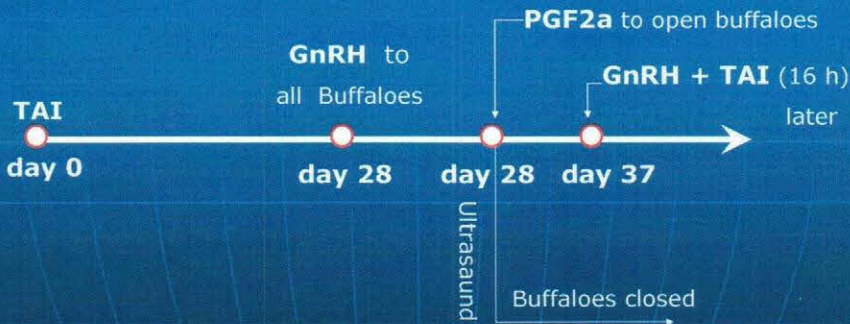 PGF2a to open buffaloes
GnRH to
all Buffaloes
GnRH + TAI (16 h)
later
TAI
day 0
day 28
day 28
day 37
Ultrasaund
Buffaloes closed